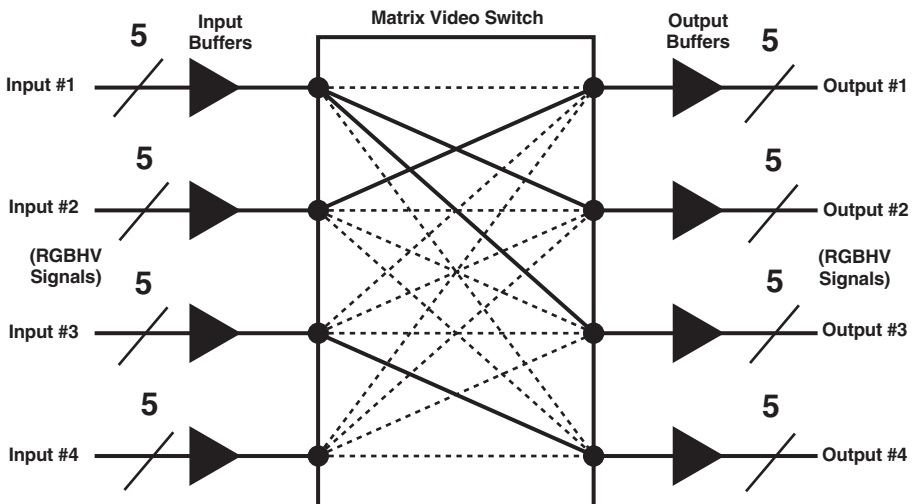 Matrix Video Switch
5
Input
Buffers
Output
Buffers
5
Input #1
Output #1
5
5
Input #2
Output #2
(RGBHV
Signals)
5
5
(RGBHV
Signals)
Input #3
Output #3
5
5
Input #4
Output #4